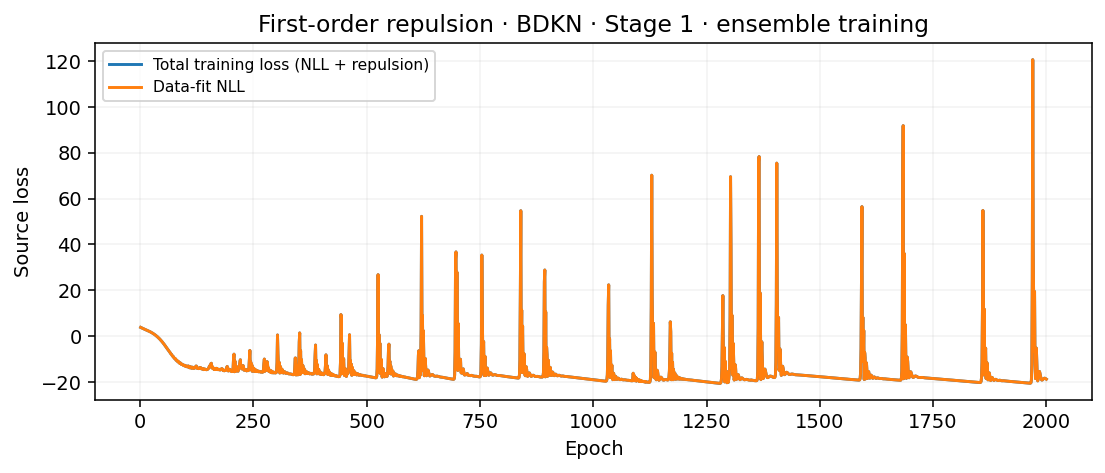 First-order repulsion · BDKN · Stage 1 · ensemble training
Total training loss (NLL + repulsion)
Data-fit NLL
Source loss
120
100
80
60
40
20
0
−20
0 250 500 750 1000 1250 1500 1750 2000
Epoch